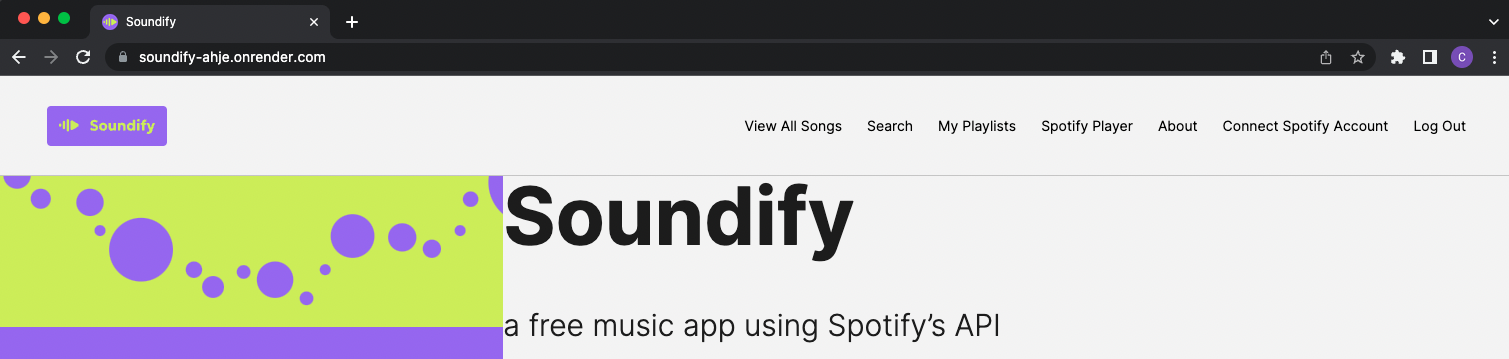 Soundify
soundify-ahje.onrender.com
C
Soundify
View All Songs Search My Playlists Spotify Player About Connect Spotify Account Log Out
Soundify
a free music app using Spotify’s API